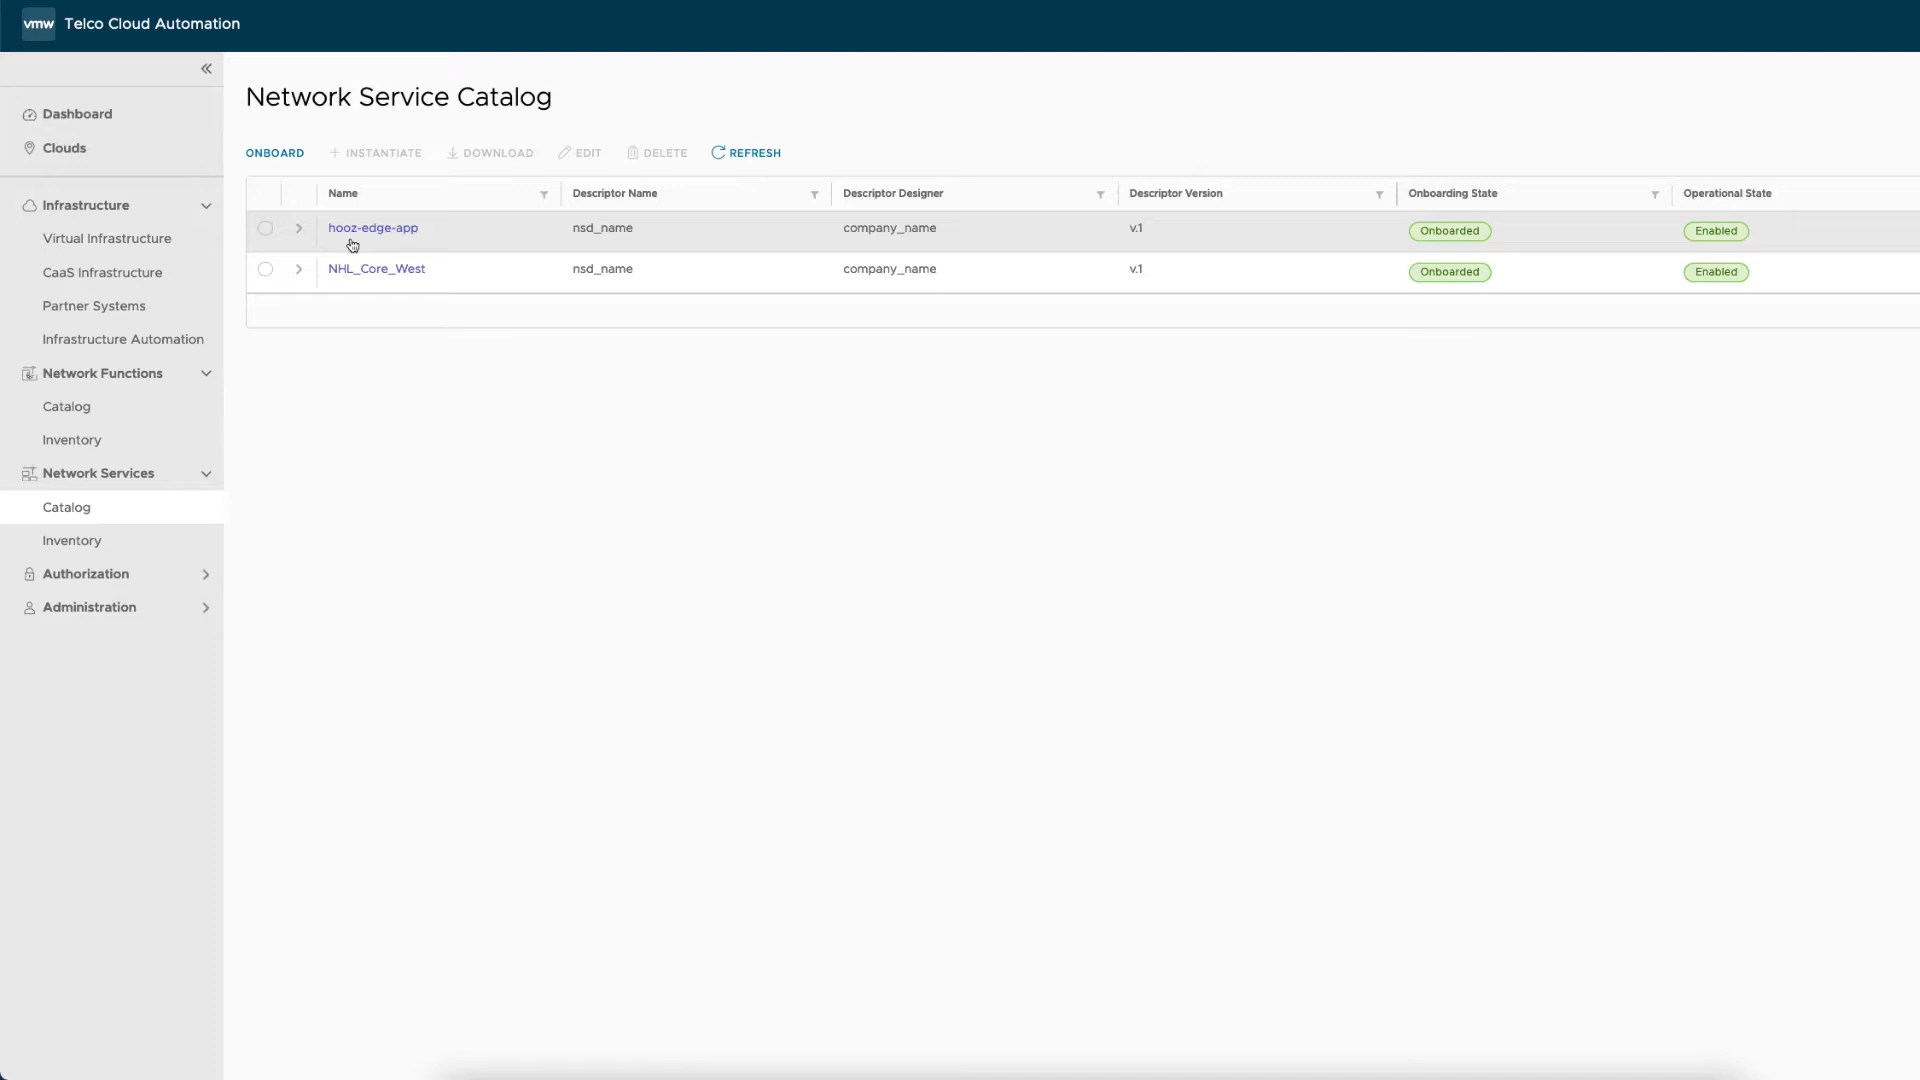 vmw Telco Cloud Automation
Dashboard
Clouds
Infrastructure
Virtual Infrastructure
CaaS Infrastructure
Partner Systems
Infrastructure Automation
Network Functions
Catalog
Inventory
Network Services
Catalog
Inventory
Authorization
Administration
Network Service Catalog
ONBOARD INSTANTIATE DOWNLOAD EDIT DELETE REFRESH
Name Descriptor Name Descriptor Designer Descriptor Version Onboarding State Operational State
hooz-edge-app nsd_name company_name v.1 Onboarded Enabled
NHL_Core_West nsd_name company_name v.1 Onboarded Enabled